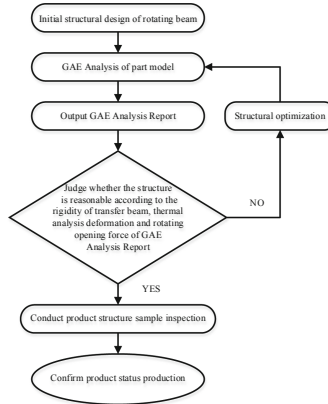 Initial structural design of rotating beam
GAE Analysis of part model
Output GAE Analysis Report
Structural optimization
Judge whether the structure
is reasonable according to the
rigidity of transfer beam, thermal
analysis deformation and rotating
opening force of GAE
Analysis Report
NO
YES
Conduct product structure sample inspection
Confirm product status production